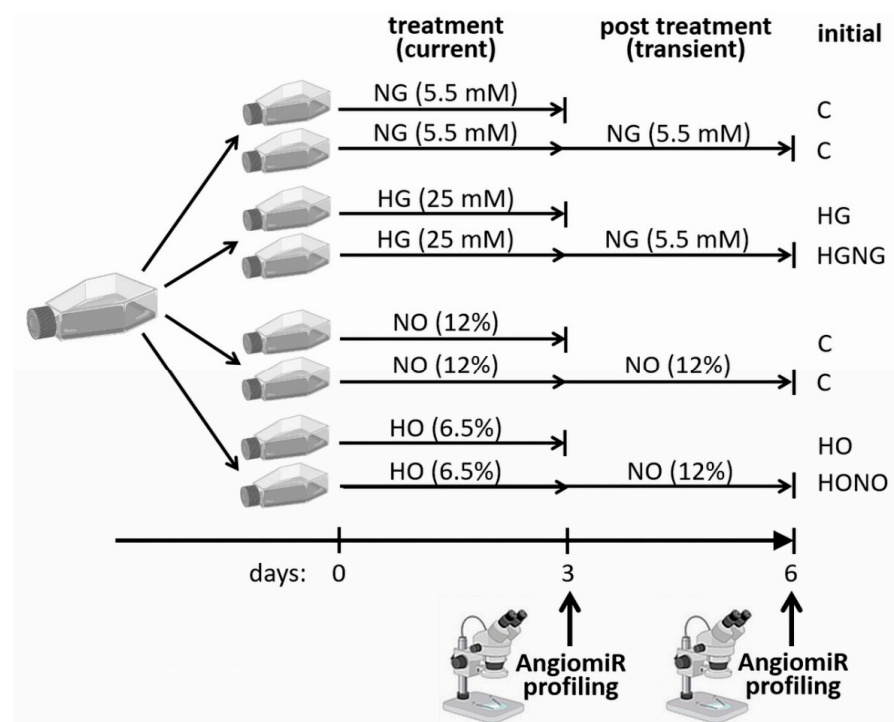 treatment
(current)
post treatment
(transient)
initial
NG (5.5 mM)
C
NG (5.5 mM) NG (5.5 mM)
C
HG (25 mM)
HG
HG (25 mM) NG (5.5 mM)
HGNG
NO (12%)
C
NO (12%) NO (12%)
C
HO (6.5%)
HO
HO (6.5%) NO (12%)
HONO
days: 0 3 6
AngiomiR
profiling
AngiomiR
profiling